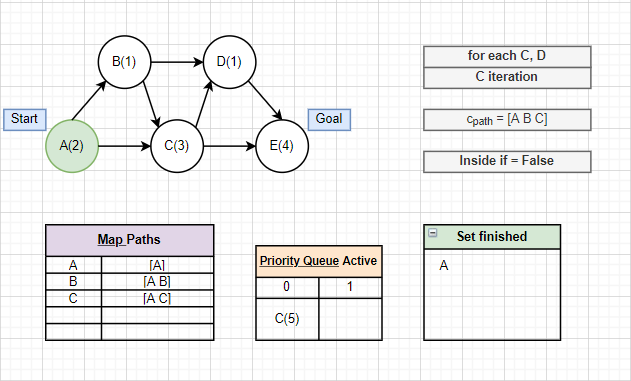 B(1)
D(1)
Start
Goal
A(2)
C(3)
E(4)
for each C, D
C iteration
cpath = [A B C]
Inside if = False
Map Paths
A [A]
B [A B]
C [A C]
Priority Queue Active
0 1
C(5)
Set finished
A